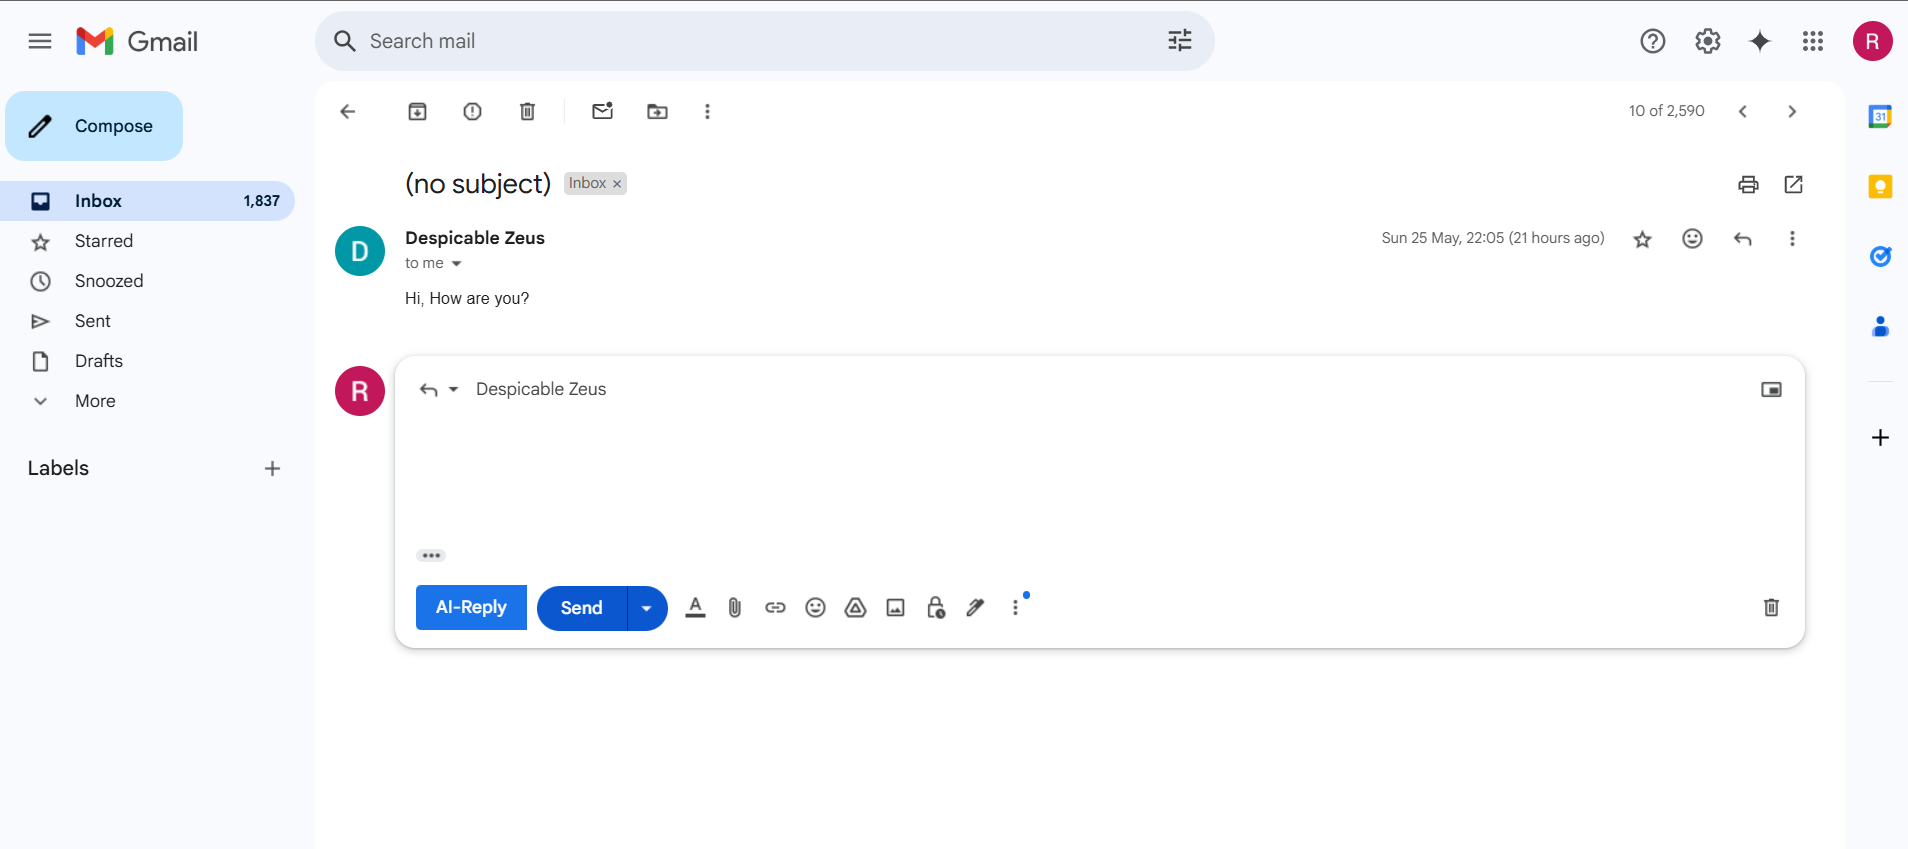 Gmail
Search mail
R
Compose
10 of 2,590
31
(no subject) Inbox ×
Inbox 1,837
D
Despicable Zeus
Sun 25 May, 22:05 (21 hours ago)
Starred
to me
Snoozed
Hi, How are you?
Sent
Drafts
R
Despicable Zeus
More
Labels
AI-Reply
Send
A